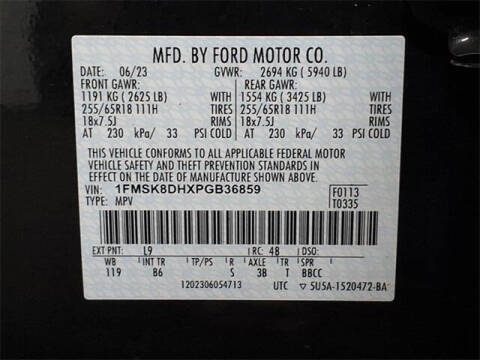 MFD. BY FORD MOTOR CO.
DATE: 06/23 GVWR: 2694 KG ( 5940 LB)
FRONT GAWR: REAR GAWR:
1191 KG ( 2625 LB) WITH 1554 KG ( 3425 LB) WITH
255/65R18 111H TIRES 255/65R18 111H TIRES
18x7.5J RIMS 18x7.5J RIMS
AT 230 kPa/ 33 PSI COLD AT 230 kPa/ 33 PSI COLD
THIS VEHICLE CONFORMS TO ALL APPLICABLE FEDERAL MOTOR
VEHICLE SAFETY AND THEFT PREVENTION STANDARDS IN
EFFECT ON THE DATE OF MANUFACTURE SHOWN ABOVE.
VIN: 1FMSK8DHXPGB36859 F0113
TYPE: MPV T0335
EXT PNT: L9 RC: 48 DSO:
WB INT TR TP/PS R AXLE TR SPR
119 B6 S 3B T BBCC
1202306054713 UTC ▽ 5U5A-1520472-BA